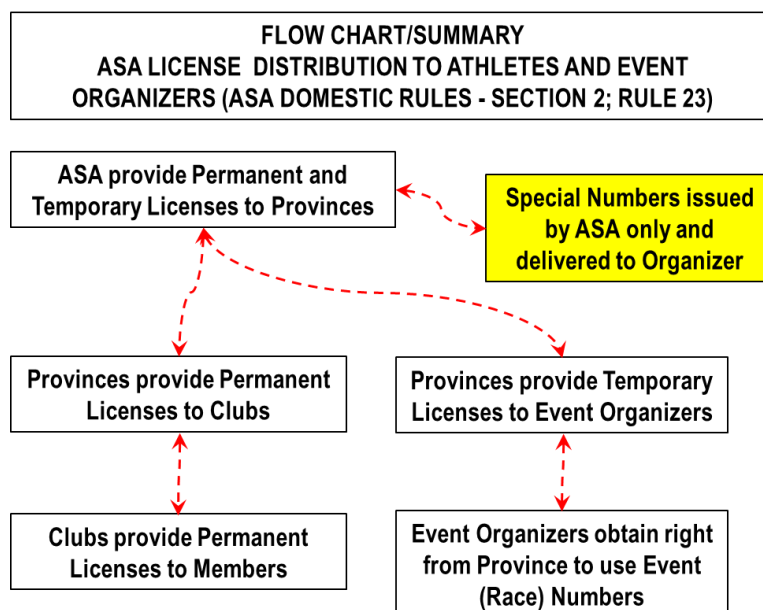 FLOW CHART/SUMMARY
ASA LICENSE DISTRIBUTION TO ATHLETES AND EVENT
ORGANIZERS (ASA DOMESTIC RULES - SECTION 2; RULE 23)
ASA provide Permanent and
Temporary Licenses to Provinces
Special Numbers issued
by ASA only and
delivered to Organizer
Provinces provide Permanent
Licenses to Clubs
Provinces provide Temporary
Licenses to Event Organizers
Clubs provide Permanent
Licenses to Members
Event Organizers obtain right
from Province to use Event
(Race) Numbers